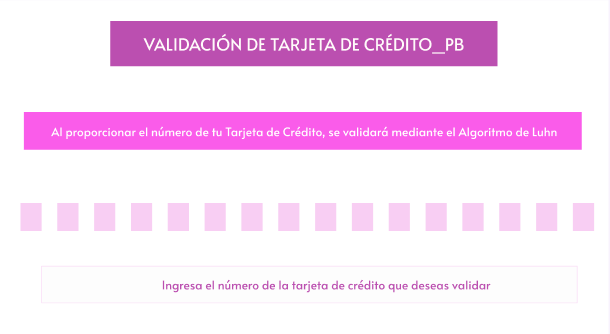 VALIDACIÓN DE TARJETA DE CRÉDITO_PB
Al proporcionar el número de tu Tarjeta de Crédito, se validará mediante el Algoritmo de Luhn
Ingresa el número de la tarjeta de crédito que deseas validar